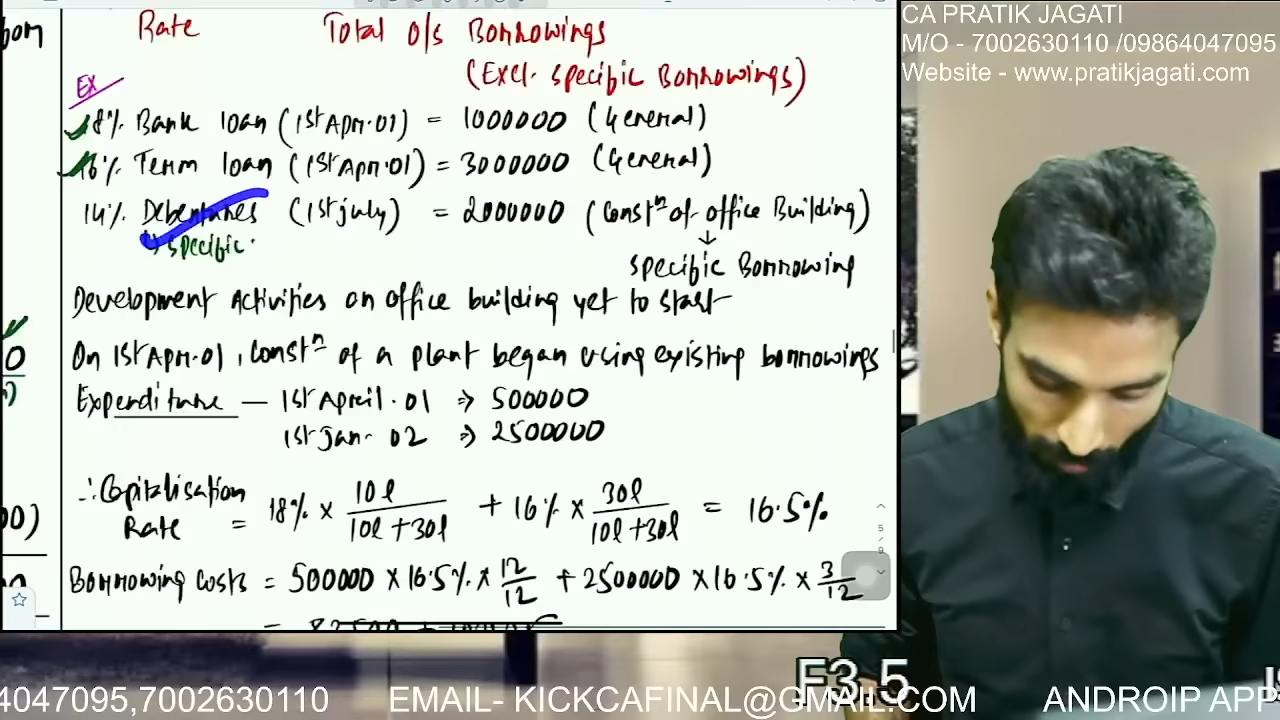 Rate Total O/s Borrowings
(Excl. specific Borrowings)
Ex
18% Bank loan (1st Apr. 01) = 1000000 (General)
16% Term loan (1st Apr. 01) = 3000000 (General)
14% Debentures (1st july) = 2000000 (Constn of office Building)
specific
specific Borrowing
Development Activities on office building yet to start
On 1st Apr. 01, Constn of a plant began using existing borrowings
Expenditure — 1st April. 01 ⇒ 500000
1st jan. 02 ⇒ 2500000
∴ Capitalisation Rate = 18% × 10l/10l+30l + 16% × 30l/10l+30l = 16.5%
Borrowing costs = 500000 × 16.5% × 12/12 + 2500000 × 16.5% × 3/12
CA PRATIK JAGATI
M/O - 7002630110 /09864047095
Website - www.pratikjagati.com
F3.5
4047095,7002630110 EMAIL- KICKCAFINAL@GMAIL.COM ANDROIP APP